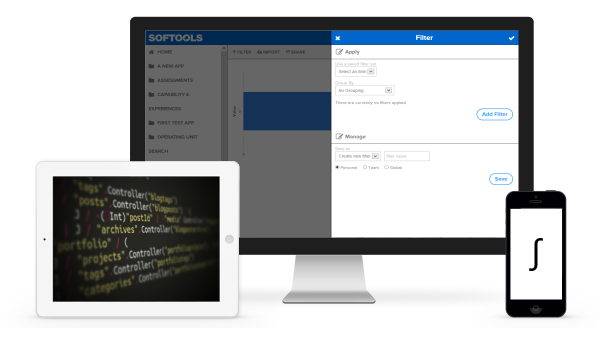 SOFTOOLS
HOME
A NEW APP
ASSESSMENTS
CAPABILITY &
EXPERIENCES
FIRST TEST APP
OPERATING UNIT
SEARCH
FILTER
SHARE
Filter
Apply
Use a saved filter set
Select an item
Group By
No Grouping
There are currently no filters applied
Add Filter
Manage
Save as
Create new filter
filter name
Personal Team Global
Save
"tags" Controller("blogtags")
"posts" Controller("blogposts")
(Int)"postId" /
"archives" Controller(
portfolio" / (
"projects" Controller(
"tags" Controller(
"categories" Controller(
∫